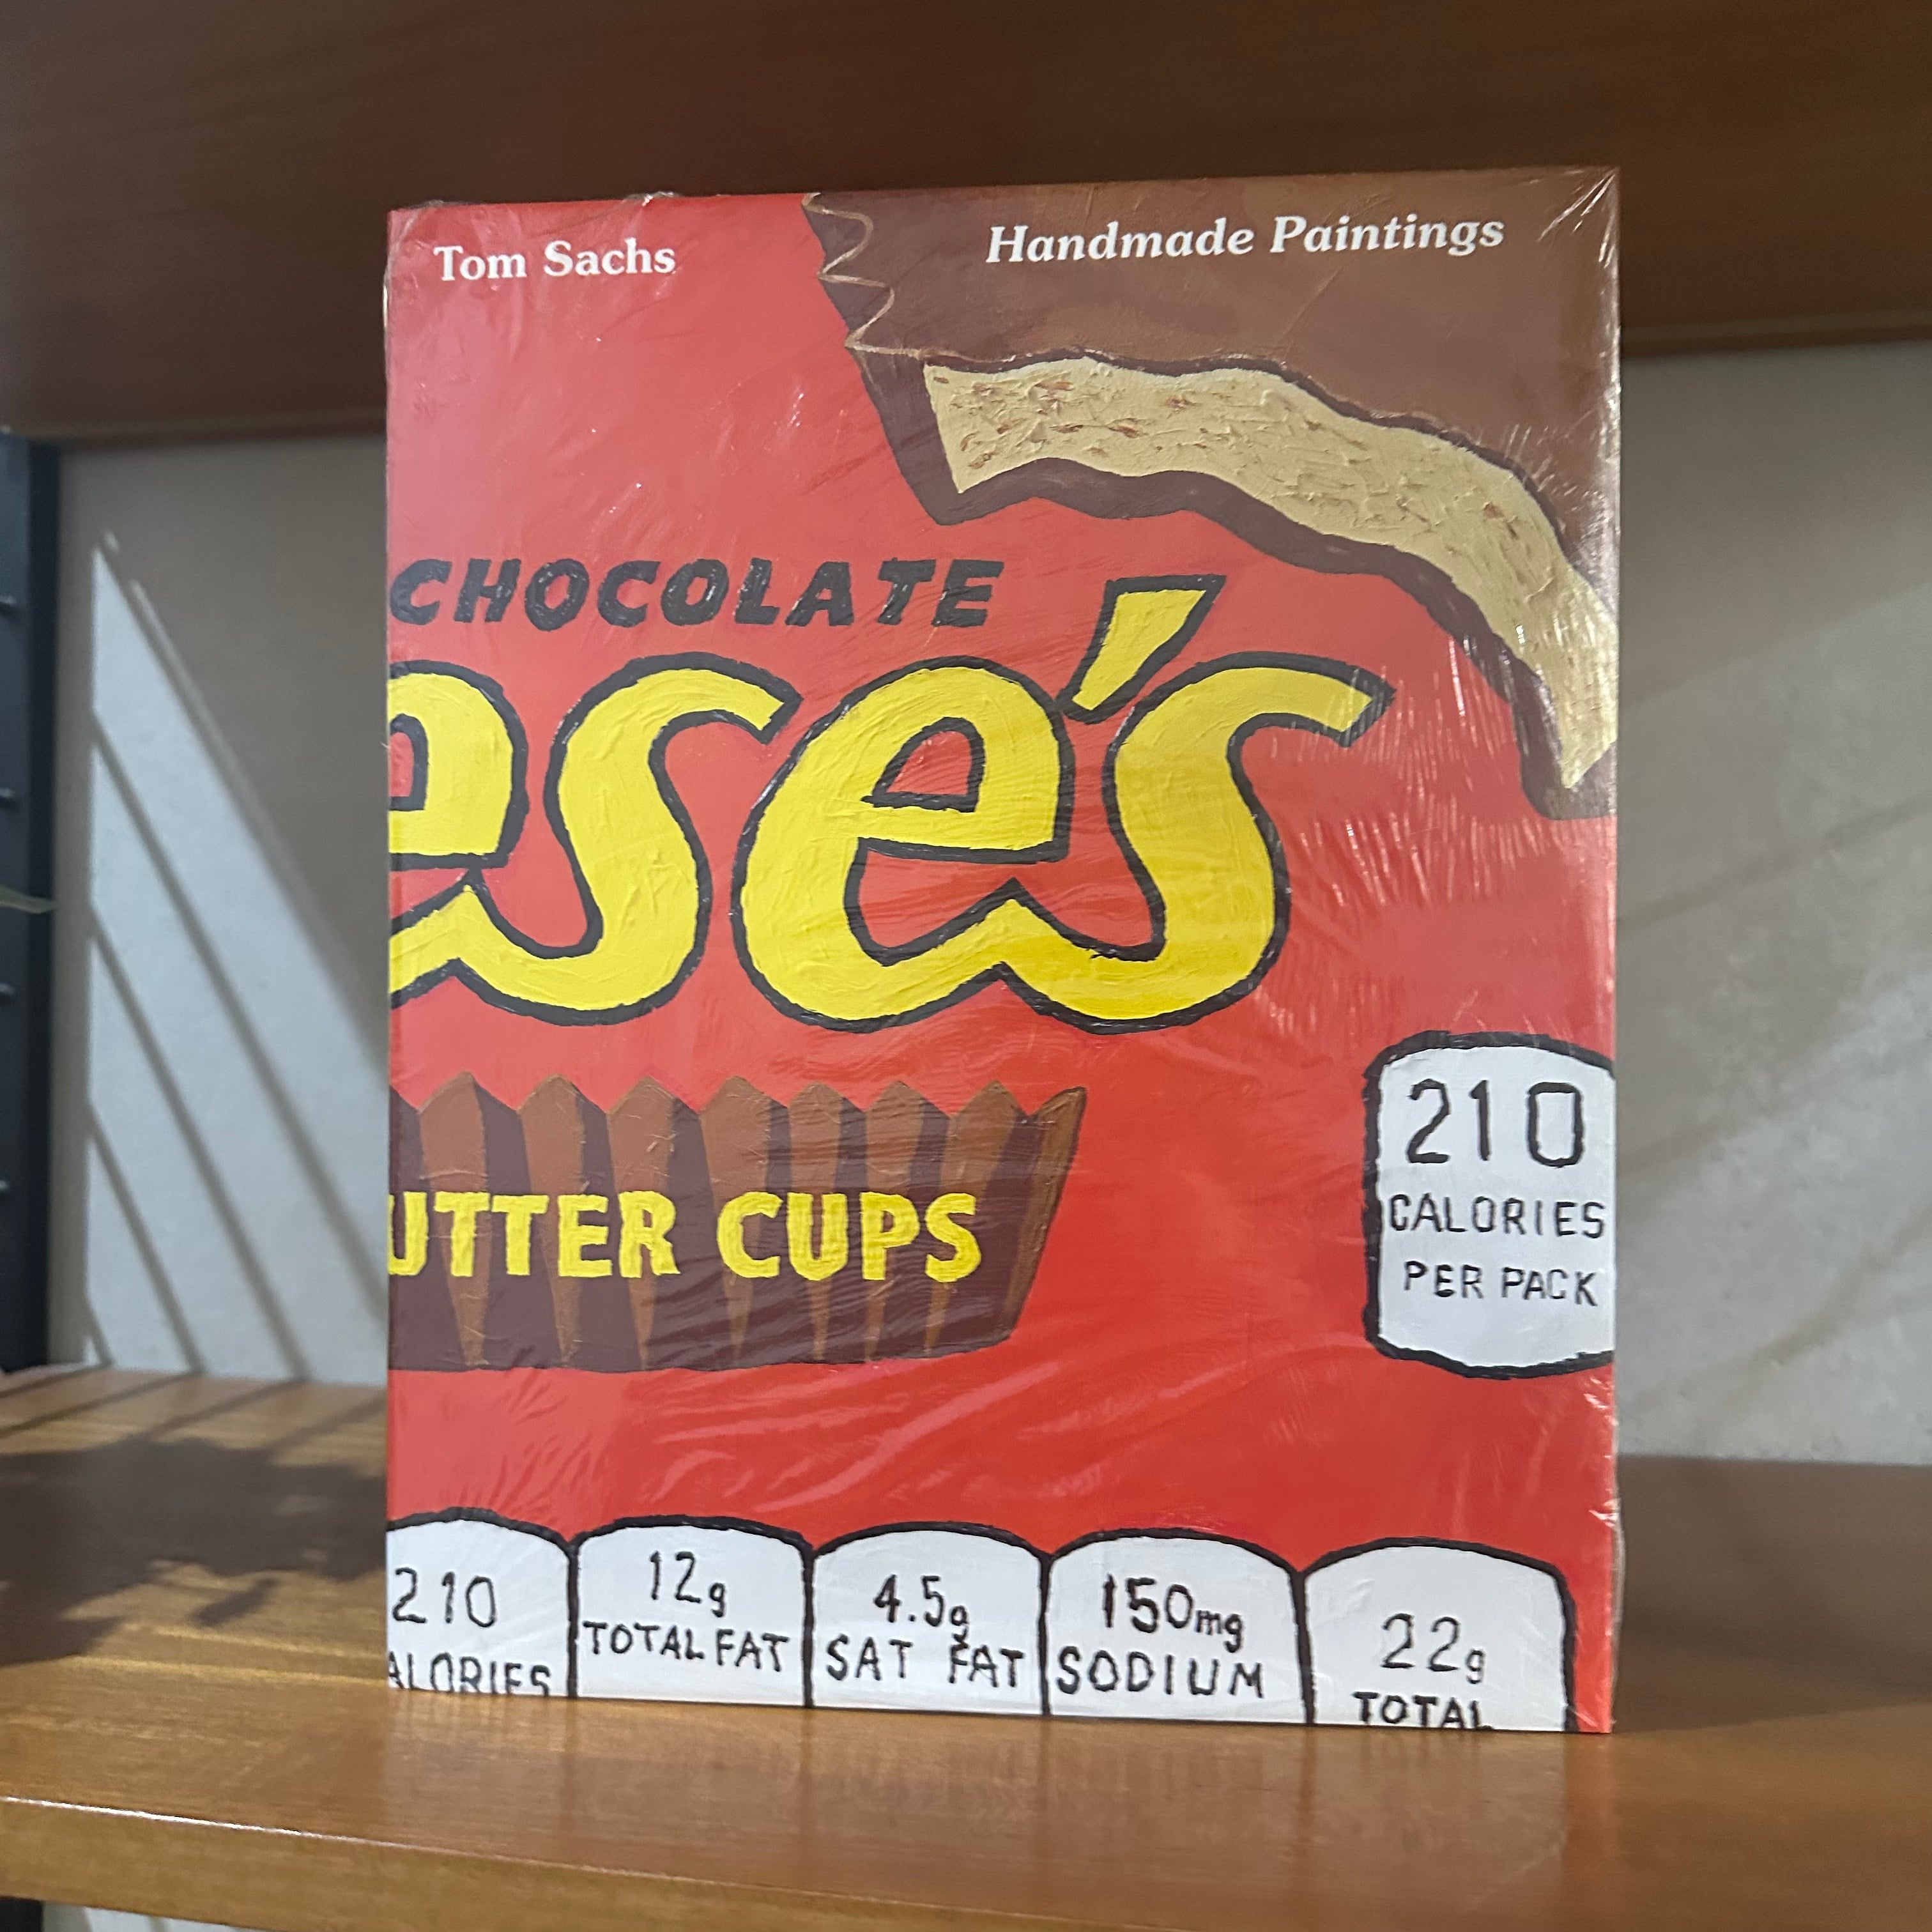 Tom Sachs
Handmade Paintings
CHOCOLATE
ese's
UTTER CUPS
210
CALORIES
PER PACK
210
ALORIES
12g
TOTAL FAT
4.5g
SAT FAT
150mg
SODIUM
22g
TOTAL